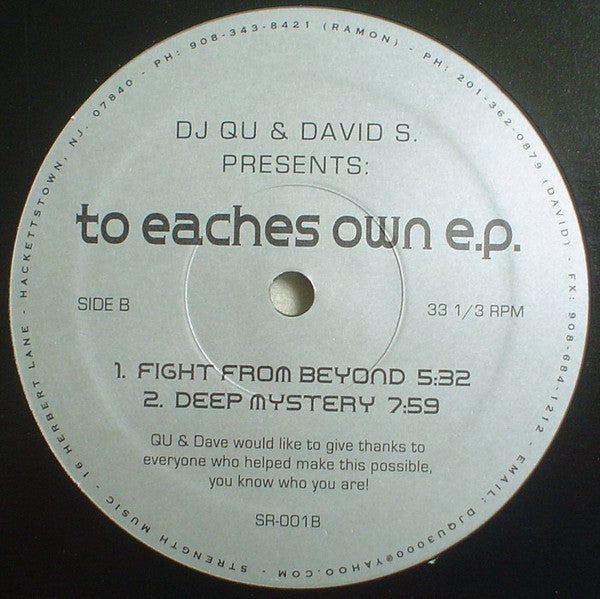 DJ QU & DAVID S.
PRESENTS:
to eaches own e.p.
SIDE B
33 1/3 RPM
1. FIGHT FROM BEYOND 5:32
2. DEEP MYSTERY 7:59
QU & Dave would like to give thanks to
everyone who helped make this possible,
you know who you are!
SR-001B
STRENGTH MUSIC - 16 HERBERT LANE - HACKETTSTOWN, NJ. 07840 - PH: 908-343-8421 (RAMON) - PH: 201-362-0879 (DAVID) - FX: 908-684-1212 - EMAIL: DJQU3000@YAHOO.COM -